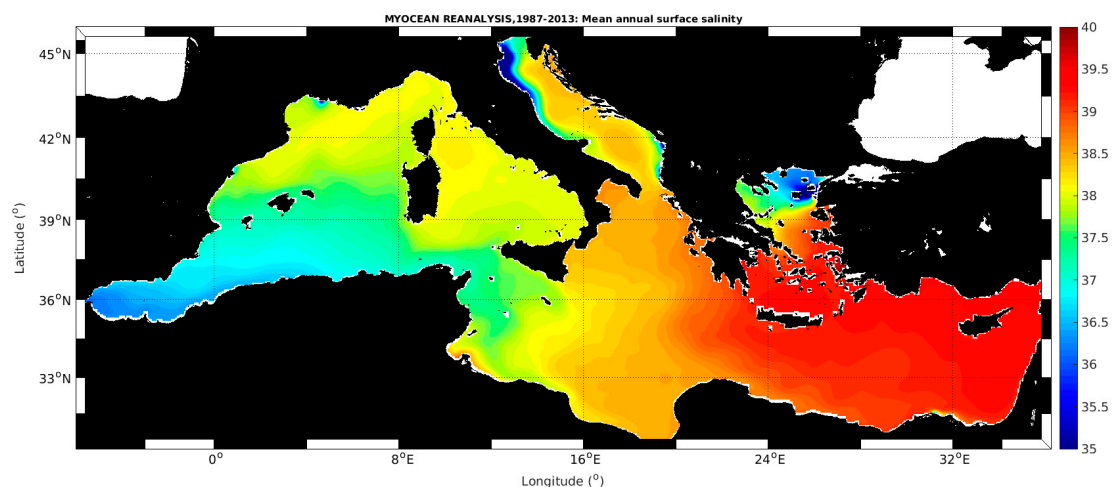 MYOCEAN REANALYSIS,1987-2013: Mean annual surface salinity
45°N
42°N
39°N
36°N
33°N
Latitude (°)
0°
8°E
16°E
24°E
32°E
Longitude (°)
40
39.5
39
38.5
38
37.5
37
36.5
36
35.5
35